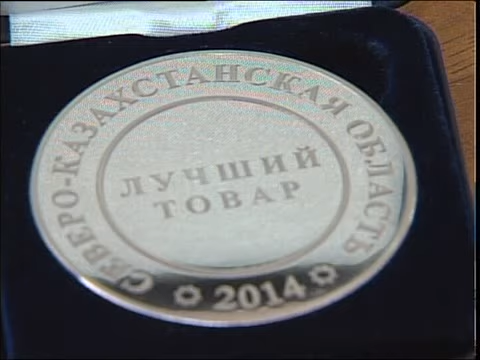 СЕВЕРО-КАЗАХСТАНСКАЯ ОБЛАСТЬ
ЛУЧШИЙ
ТОВАР
2014